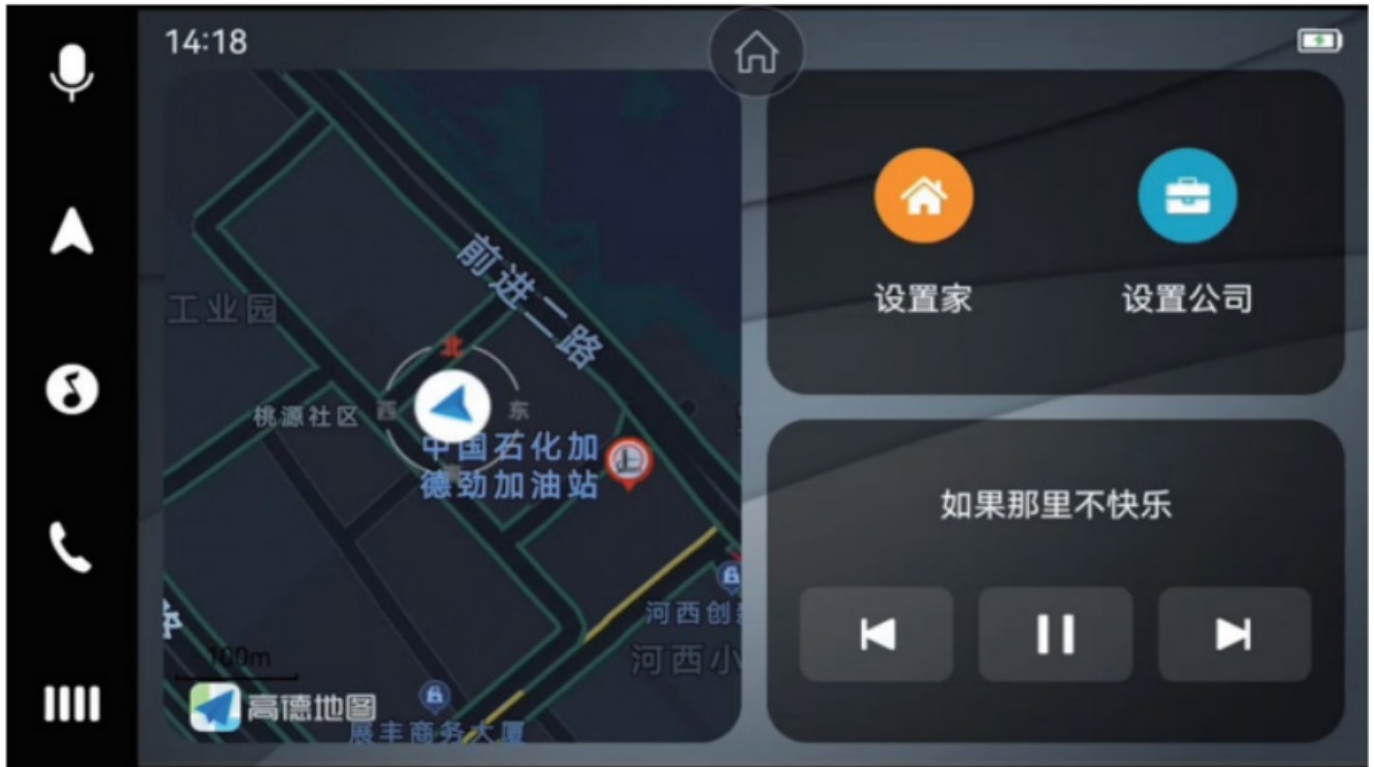 14:18
前进二路
工业园
北
桃源社区
西
东
中国石化加
德劲加油站
河西创
河西小
100m
高德地图
展丰商务大厦
设置家
设置公司
如果那里不快乐